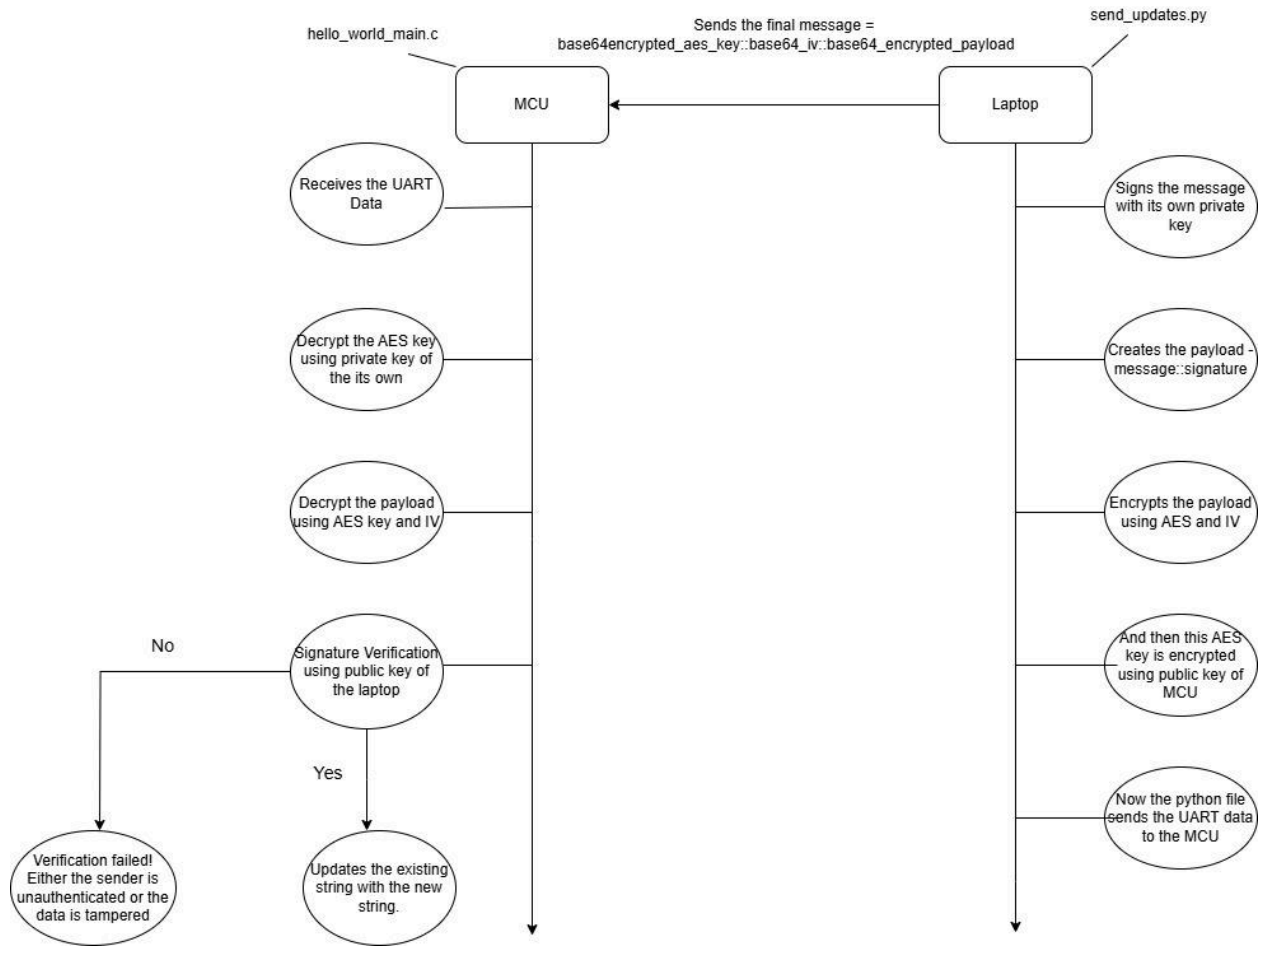 send_updates.py
Sends the final message =
base64encrypted_aes_key::base64_iv::base64_encrypted_payload
hello_world_main.c
MCU
Laptop
Receives the UART
Data
Signs the message
with its own private
key
Decrypt the AES key
using private key of
the its own
Creates the payload -
message::signature
Decrypt the payload
using AES key and IV
Encrypts the payload
using AES and IV
No
Signature Verification
using public key of
the laptop
And then this AES
key is encrypted
using public key of
MCU
Yes
Now the python file
sends the UART data
to the MCU
Verification failed!
Either the sender is
unauthenticated or the
data is tampered
Updates the existing
string with the new
string.